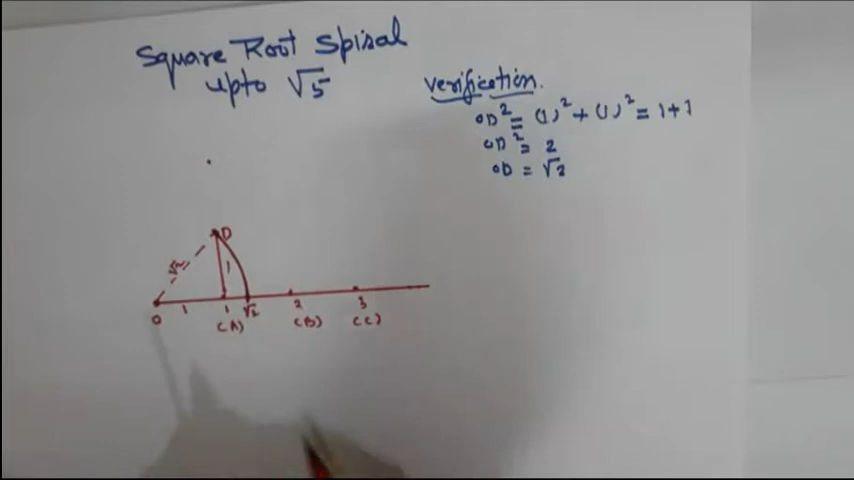 Square Root Spiral
upto √5
verification.
OD² = (1)² + (1)² = 1+1
OD² = 2
OD = √2
D
√2 1
O 1 1 √2 2 3
(A) (B) (C)